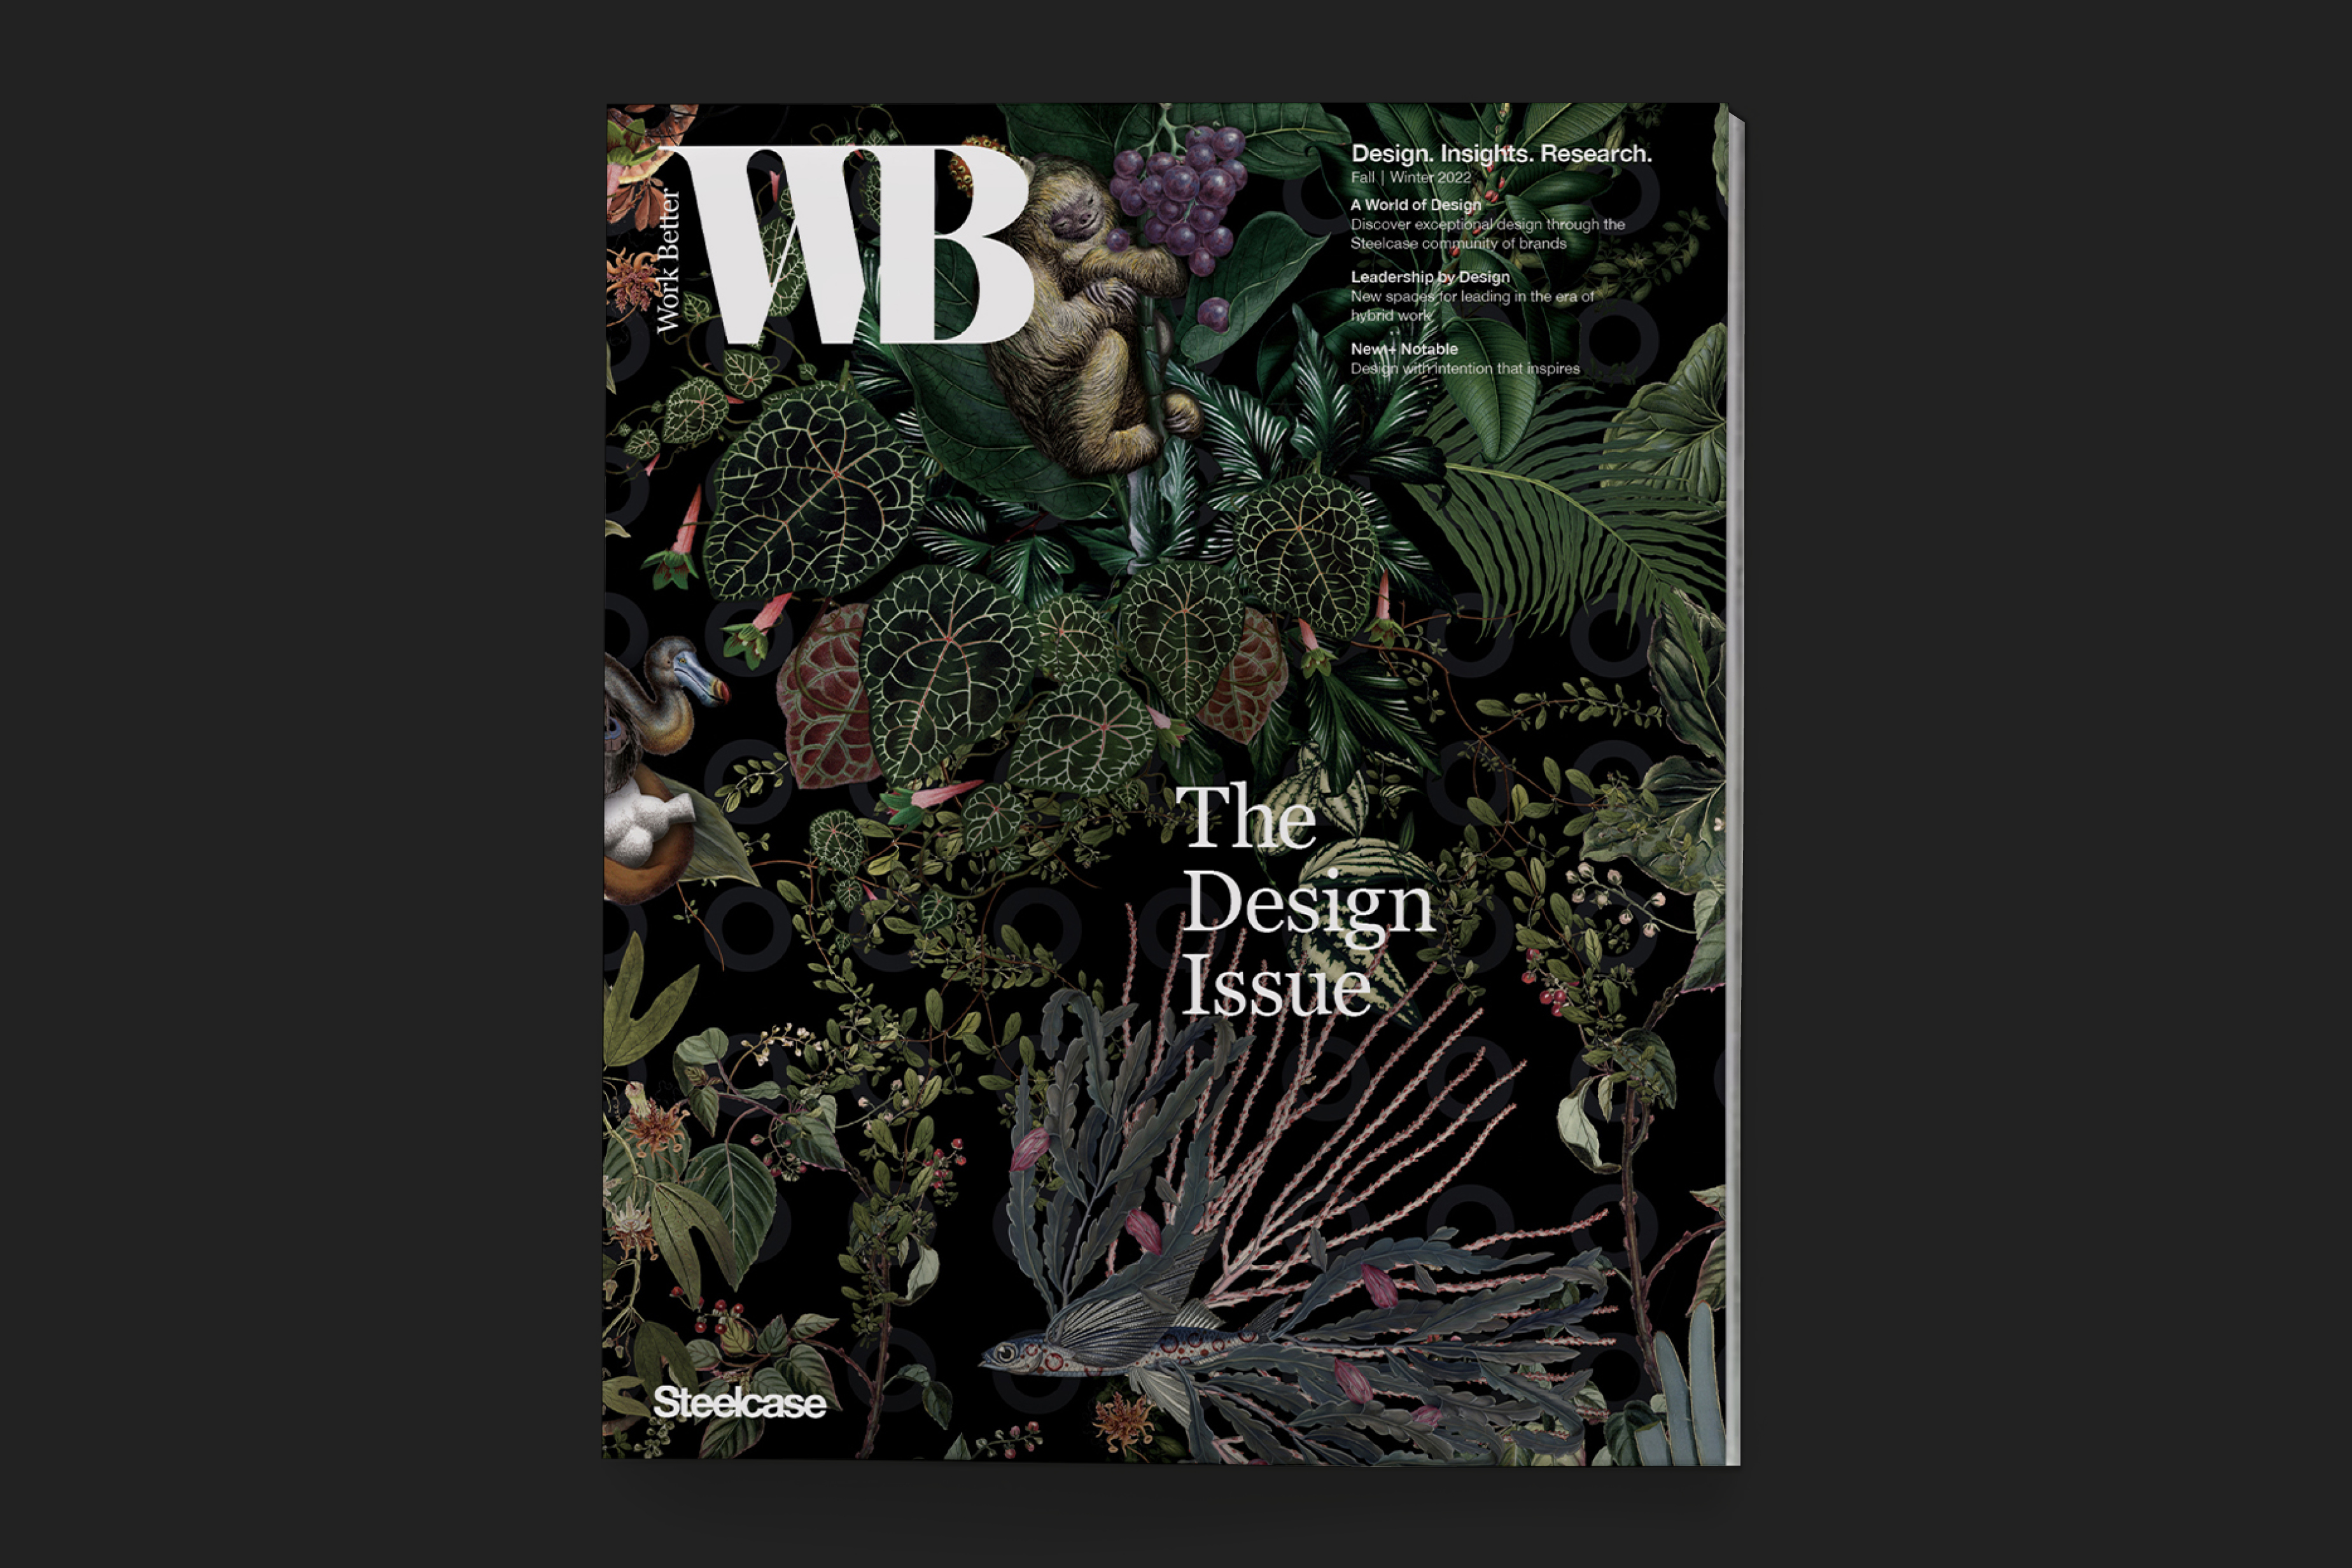 WB
Work Better
Design. Insights. Research.
Fall | Winter 2022
A World of Design
Discover exceptional design through the
Steelcase community of brands
Leadership by Design
New spaces for leading in the era of
hybrid work
New + Notable
Design with intention that inspires
The
Design
Issue
Steelcase